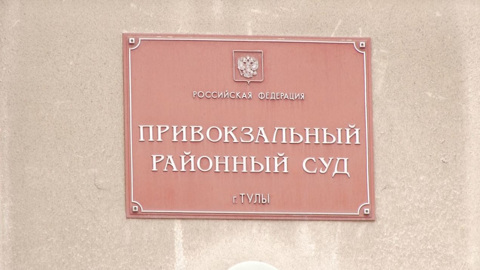 РОССИЙСКАЯ ФЕДЕРАЦИЯ
ПРИВОКЗАЛЬНЫЙ
РАЙОННЫЙ СУД
г.ТУЛЫ